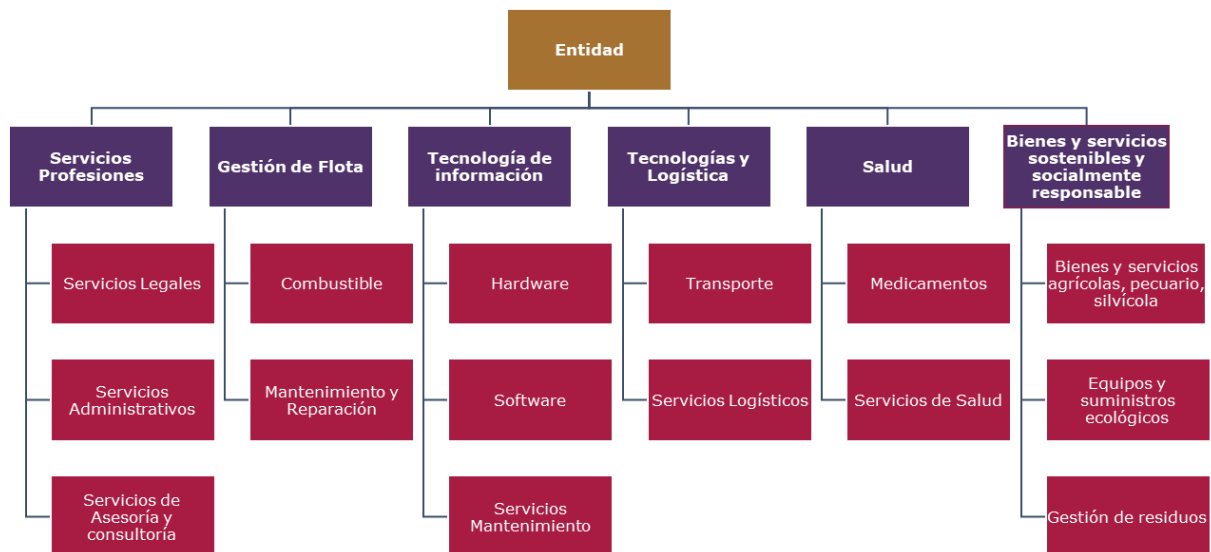 Entidad
Servicios
Profesiones
Gestión de Flota
Tecnología de
información
Tecnologías y
Logística
Salud
Bienes y servicios
sostenibles y
socialmente
responsable
Servicios Legales
Combustible
Hardware
Transporte
Medicamentos
Bienes y servicios
agrícolas, pecuario,
silvícola
Servicios
Administrativos
Mantenimiento y
Reparación
Software
Servicios Logísticos
Servicios de Salud
Equipos y
suministros
ecológicos
Servicios de
Asesoría y
consultoría
Servicios
Mantenimiento
Gestión de residuos